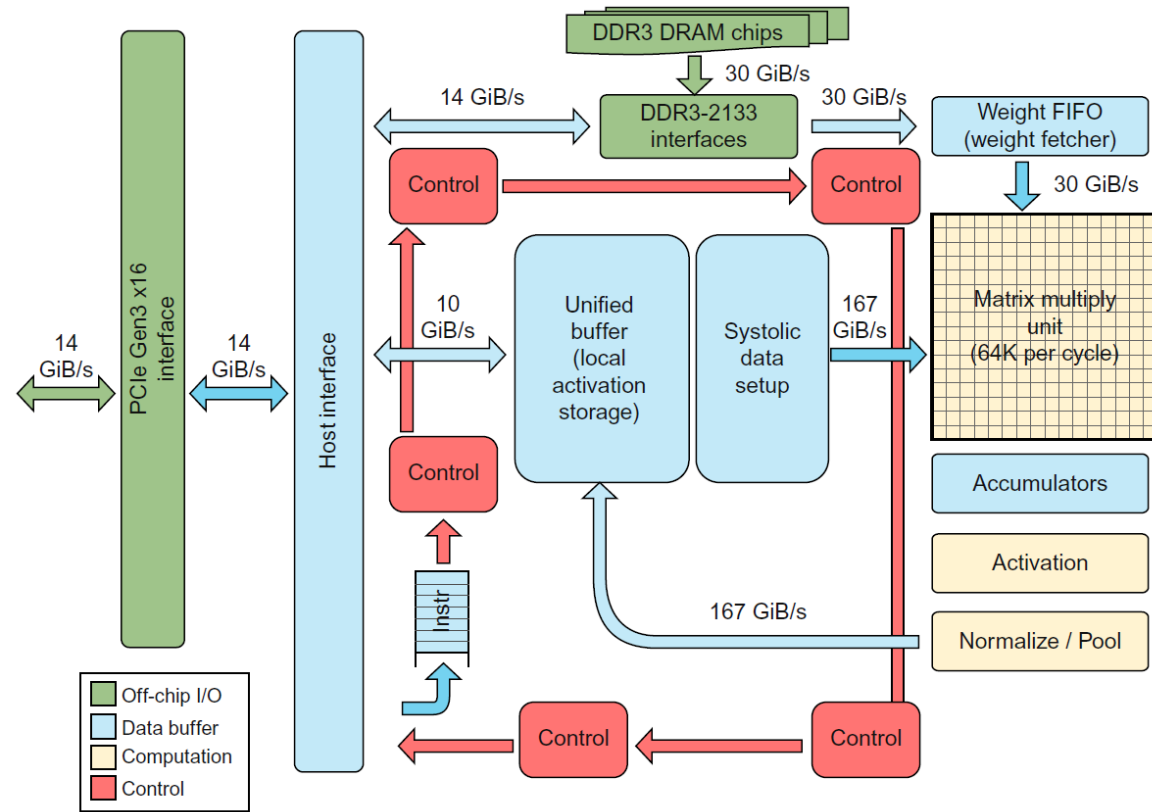 DDR3 DRAM chips
30 GiB/s
14 GiB/s
DDR3-2133
interfaces
30 GiB/s
Weight FIFO
(weight fetcher)
Control
Control
30 GiB/s
PCIe Gen3 x16
interface
Host interface
14
GiB/s
14
GiB/s
10
GiB/s
Unified
buffer
(local
activation
storage)
Systolic
data
setup
167
GiB/s
Matrix multiply
unit
(64K per cycle)
Control
Accumulators
Instr
Activation
167 GiB/s
Normalize / Pool
Off-chip I/O
Data buffer
Computation
Control
Control
Control